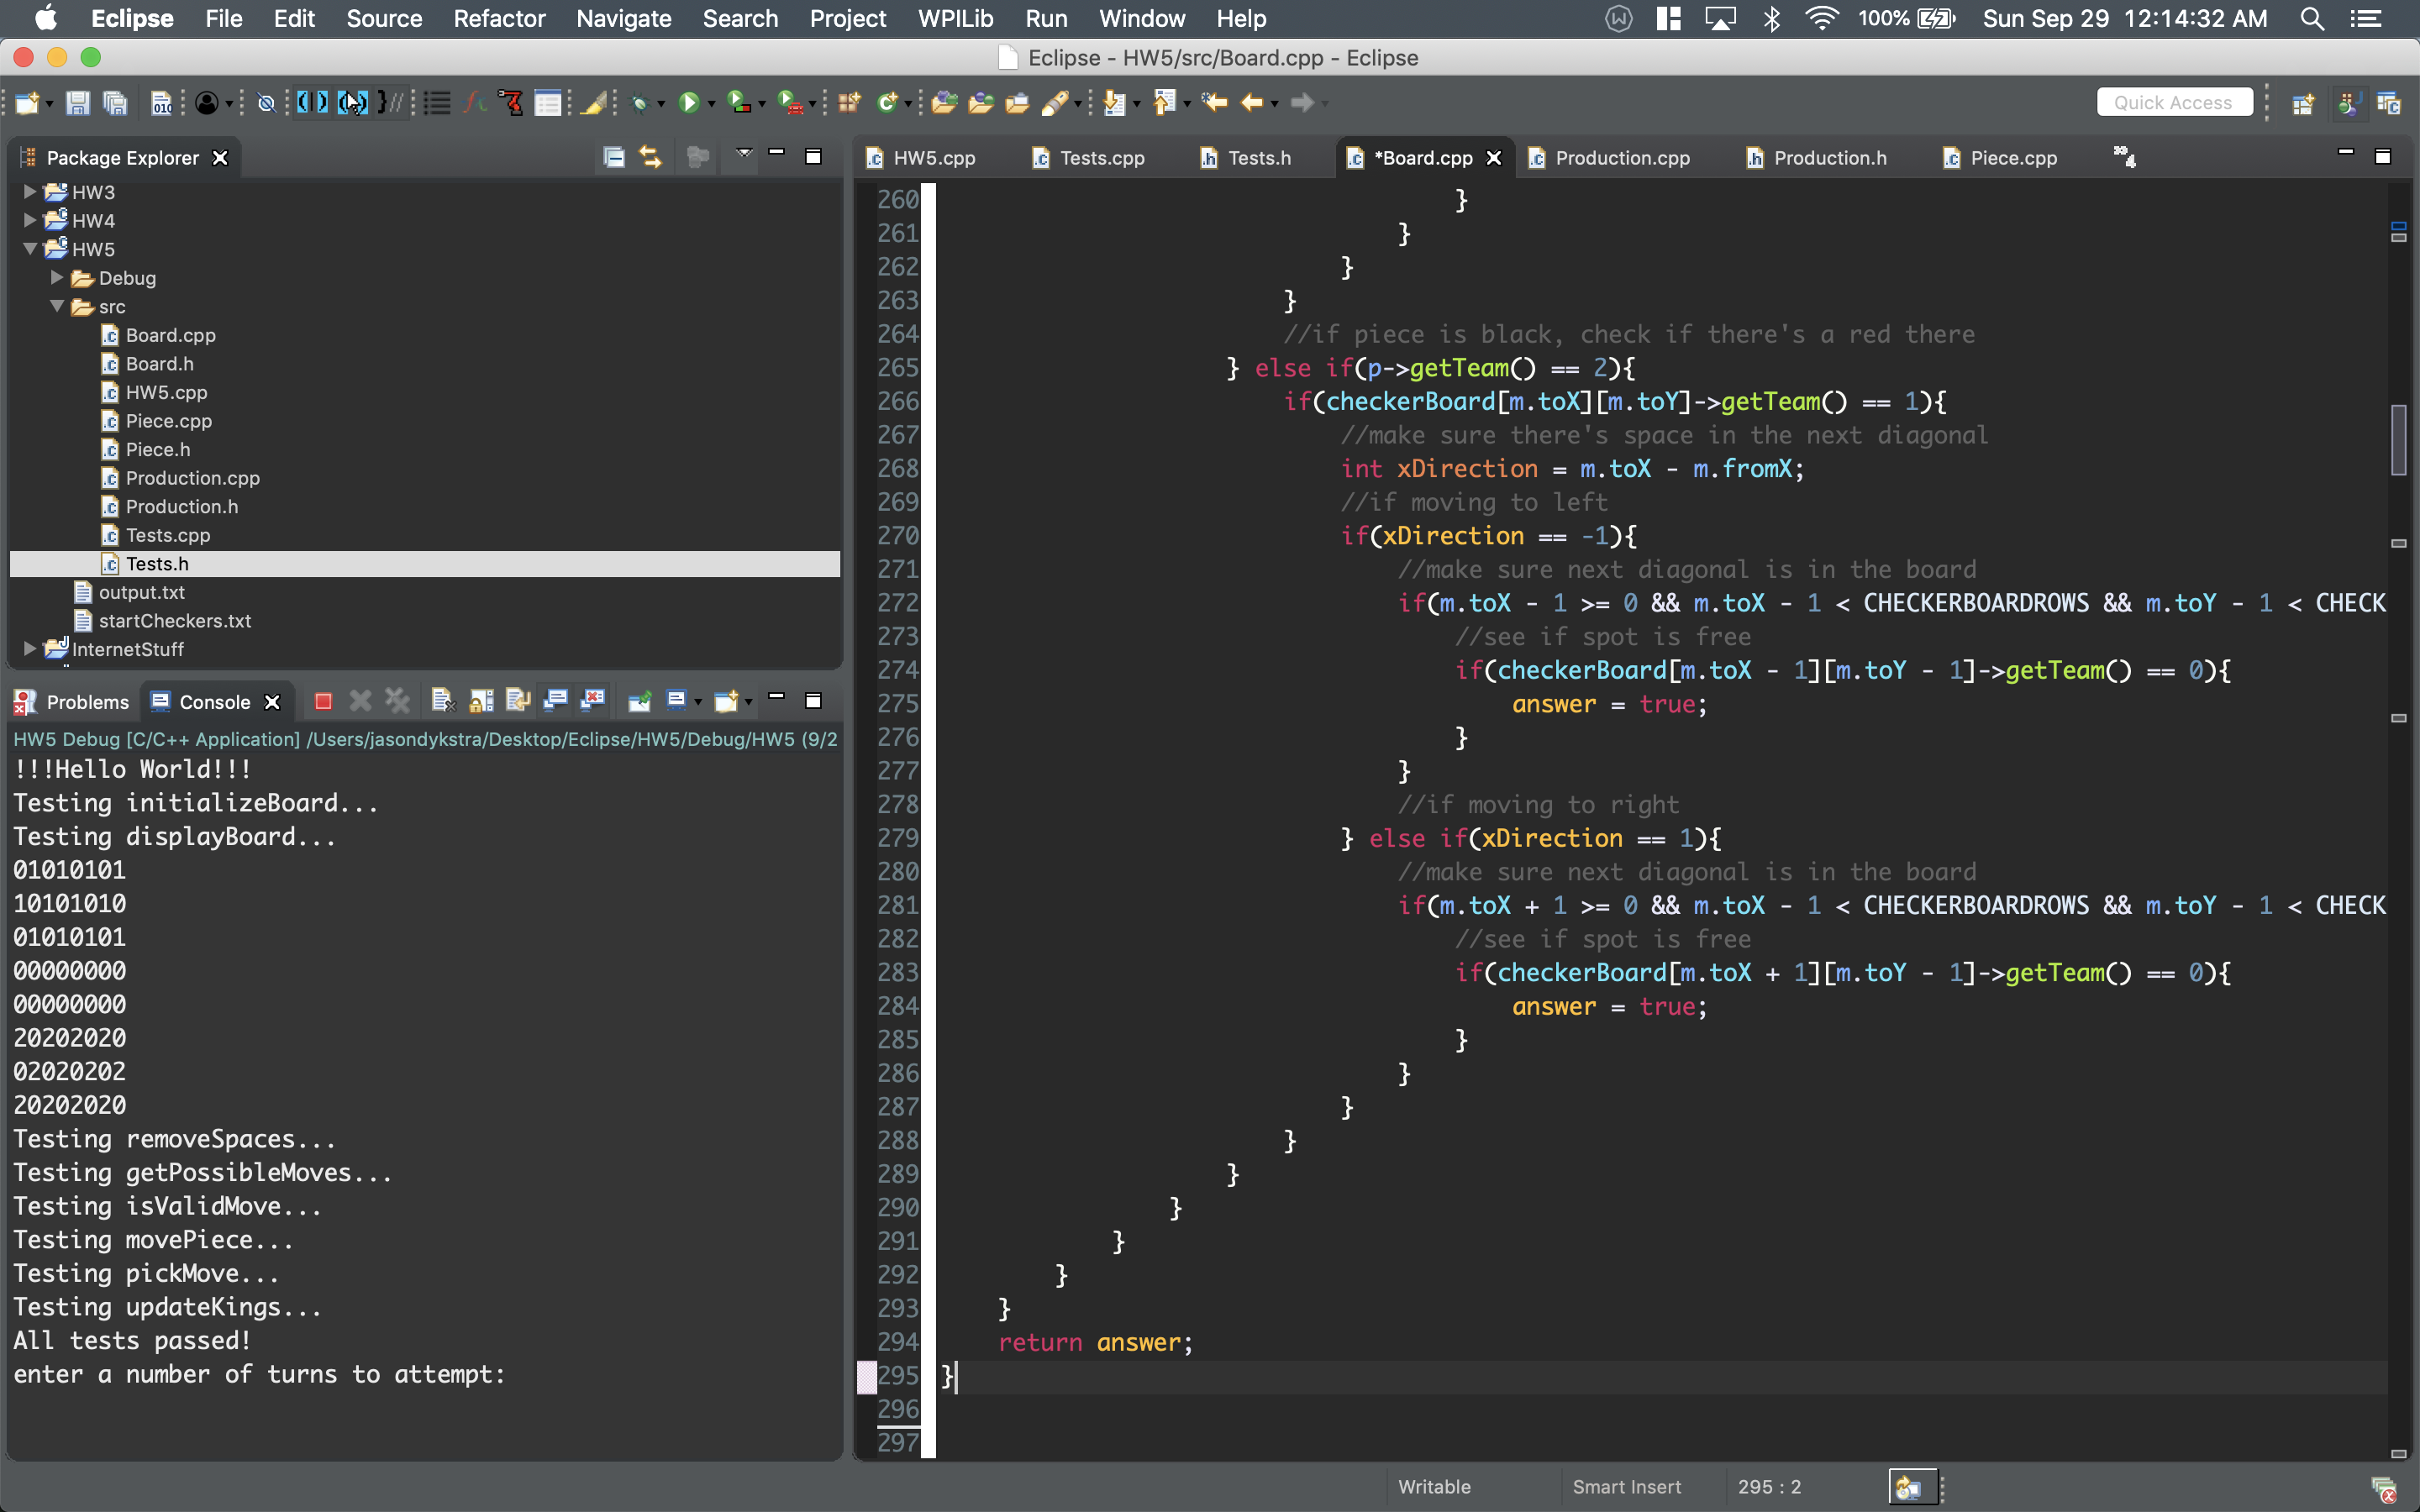 Eclipse File Edit Source Refactor Navigate Search Project WPILib Run Window Help 100% Sun Sep 29 12:14:32 AM
Eclipse - HW5/src/Board.cpp - Eclipse
Quick Access
Package Explorer
HW3
HW4
HW5
Debug
src
Board.cpp
Board.h
HW5.cpp
Piece.cpp
Piece.h
Production.cpp
Production.h
Tests.cpp
Tests.h
output.txt
startCheckers.txt
InternetStuff
Problems Console
HW5 Debug [C/C++ Application] /Users/jasondykstra/Desktop/Eclipse/HW5/Debug/HW5 (9/2
!!!Hello World!!!
Testing initializeBoard...
Testing displayBoard...
01010101
10101010
01010101
00000000
00000000
20202020
02020202
20202020
Testing removeSpaces...
Testing getPossibleMoves...
Testing isValidMove...
Testing movePiece...
Testing pickMove...
Testing updateKings...
All tests passed!
enter a number of turns to attempt:
HW5.cpp Tests.cpp Tests.h *Board.cpp Production.cpp Production.h Piece.cpp 4
260 }
261 }
262 }
263 }
264 //if piece is black, check if there's a red there
265 } else if(p->getTeam() == 2){
266 if(checkerBoard[m.toX][m.toY]->getTeam() == 1){
267 //make sure there's space in the next diagonal
268 int xDirection = m.toX - m.fromX;
269 //if moving to left
270 if(xDirection == -1){
271 //make sure next diagonal is in the board
272 if(m.toX - 1 >= 0 && m.toX - 1 < CHECKERBOARDROWS && m.toY - 1 < CHECK
273 //see if spot is free
274 if(checkerBoard[m.toX - 1][m.toY - 1]->getTeam() == 0){
275 answer = true;
276 }
277 }
278 //if moving to right
279 } else if(xDirection == 1){
280 //make sure next diagonal is in the board
281 if(m.toX + 1 >= 0 && m.toX - 1 < CHECKERBOARDROWS && m.toY - 1 < CHECK
282 //see if spot is free
283 if(checkerBoard[m.toX + 1][m.toY - 1]->getTeam() == 0){
284 answer = true;
285 }
286 }
287 }
288 }
289 }
290 }
291 }
292 }
293 }
294 return answer;
295 }
296
297
Writable Smart Insert 295 : 2